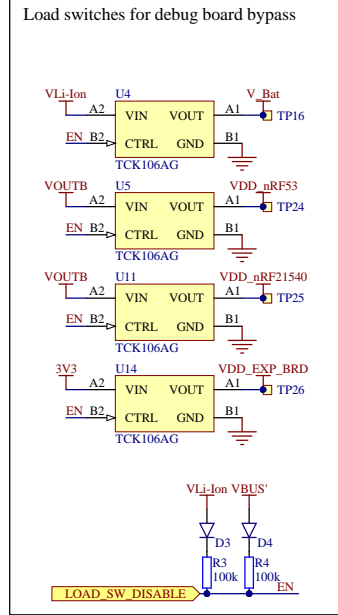 Load switches for debug board bypass
VLi-Ion U4 V_Bat
A2 VIN VOUT A1 TP16
EN B2 CTRL GND B1
TCK106AG
VOUTB U5 VDD_nRF53
A2 VIN VOUT A1 TP24
EN B2 CTRL GND B1
TCK106AG
VOUTB U11 VDD_nRF21540
A2 VIN VOUT A1 TP25
EN B2 CTRL GND B1
TCK106AG
3V3 U14 VDD_EXP_BRD
A2 VIN VOUT A1 TP26
EN B2 CTRL GND B1
TCK106AG
VLi-Ion VBUS'
D3 D4
R3 R4
100k 100k
LOAD_SW_DISABLE EN